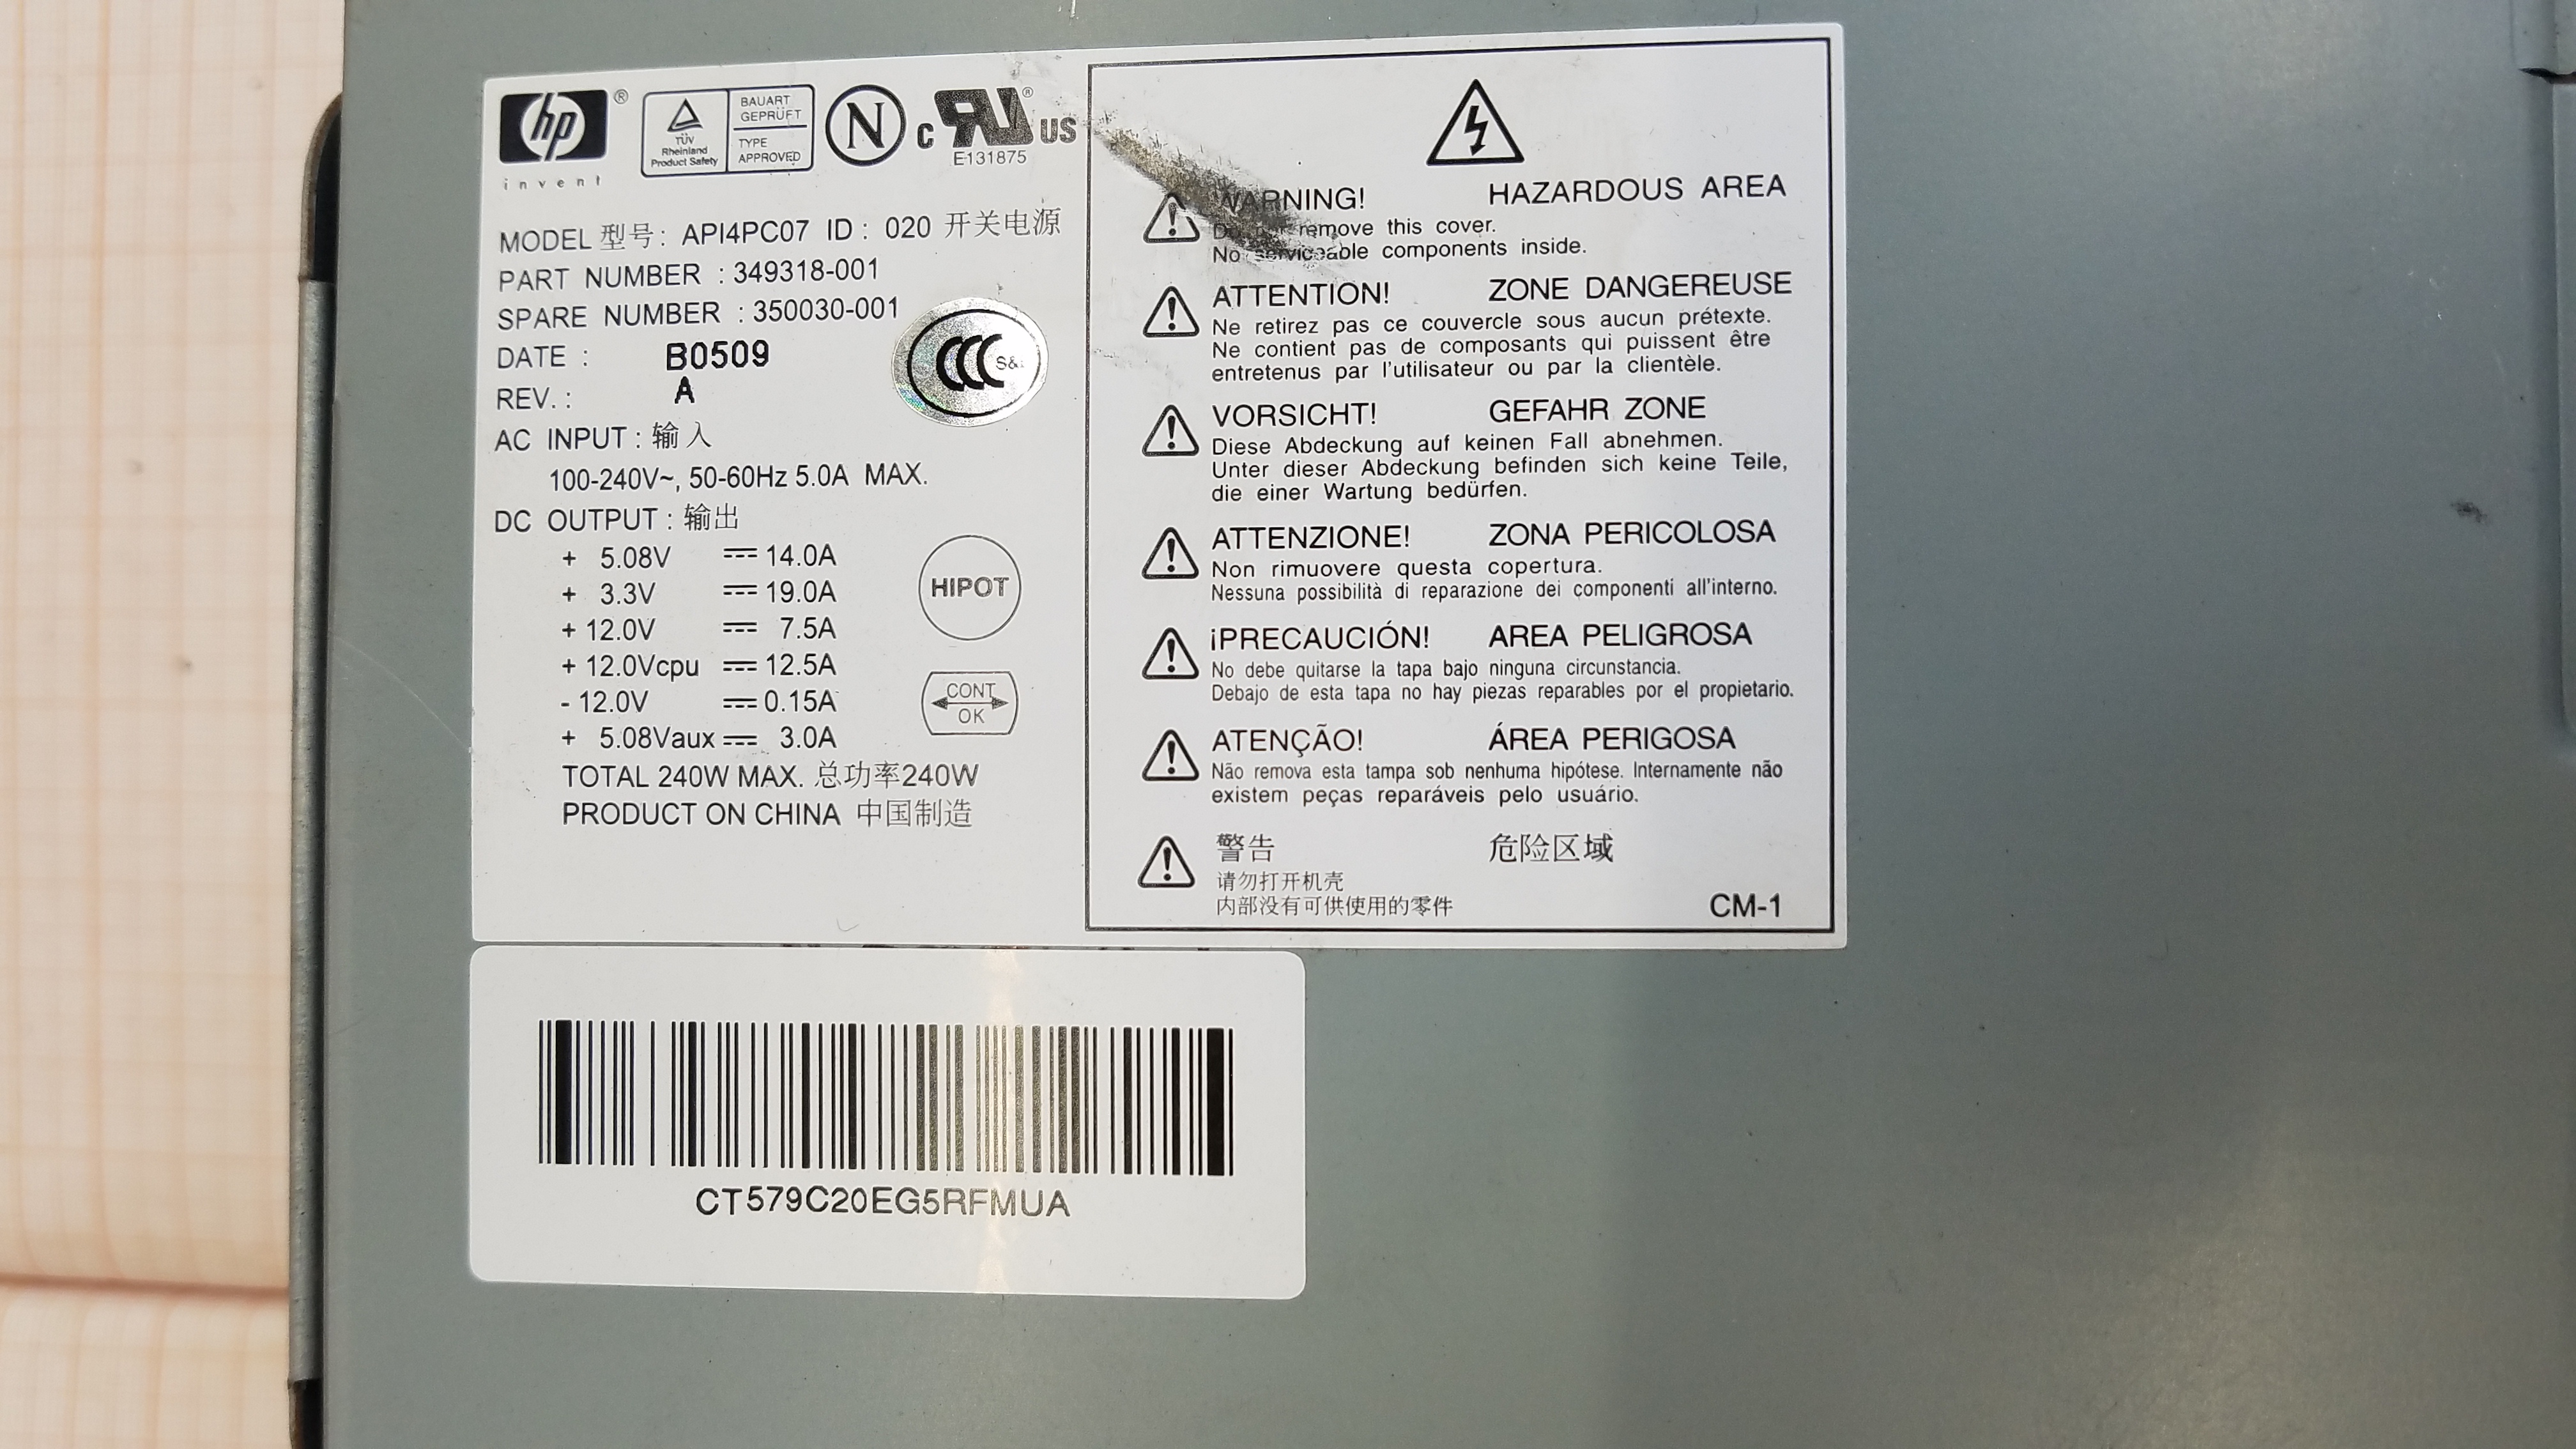 hp ®
invent
TÜV
Rheinland
Product Safety
BAUART
GEPRÜFT
TYPE
APPROVED
N
C RU ® US
E131875
MODEL 型号: API4PC07 ID : 020 开关电源
PART NUMBER : 349318-001
SPARE NUMBER : 350030-001
DATE : B0509
REV. : A
CCC S&E
AC INPUT : 输入
100-240V~, 50-60Hz 5.0A MAX.
DC OUTPUT : 输出
+ 5.08V ⎓ 14.0A
+ 3.3V ⎓ 19.0A
+ 12.0V ⎓ 7.5A
+ 12.0Vcpu ⎓ 12.5A
- 12.0V ⎓ 0.15A
+ 5.08Vaux ⎓ 3.0A
HIPOT
CONT
OK
TOTAL 240W MAX. 总功率240W
PRODUCT ON CHINA 中国制造
WARNING! HAZARDOUS AREA
Do not remove this cover.
No serviceable components inside.
ATTENTION! ZONE DANGEREUSE
Ne retirez pas ce couvercle sous aucun prétexte.
Ne contient pas de composants qui puissent être
entretenus par l'utilisateur ou par la clientèle.
VORSICHT! GEFAHR ZONE
Diese Abdeckung auf keinen Fall abnehmen.
Unter dieser Abdeckung befinden sich keine Teile,
die einer Wartung bedürfen.
ATTENZIONE! ZONA PERICOLOSA
Non rimuovere questa copertura.
Nessuna possibilità di reparazione dei componenti all'interno.
¡PRECAUCIÓN! AREA PELIGROSA
No debe quitarse la tapa bajo ninguna circunstancia.
Debajo de esta tapa no hay piezas reparables por el propietario.
ATENÇÃO! ÁREA PERIGOSA
Não remova esta tampa sob nenhuma hipótese. Internamente não
existem peças reparáveis pelo usuário.
警告 危险区域
请勿打开机壳
内部没有可供使用的零件
CM-1
CT579C20EG5RFMUA